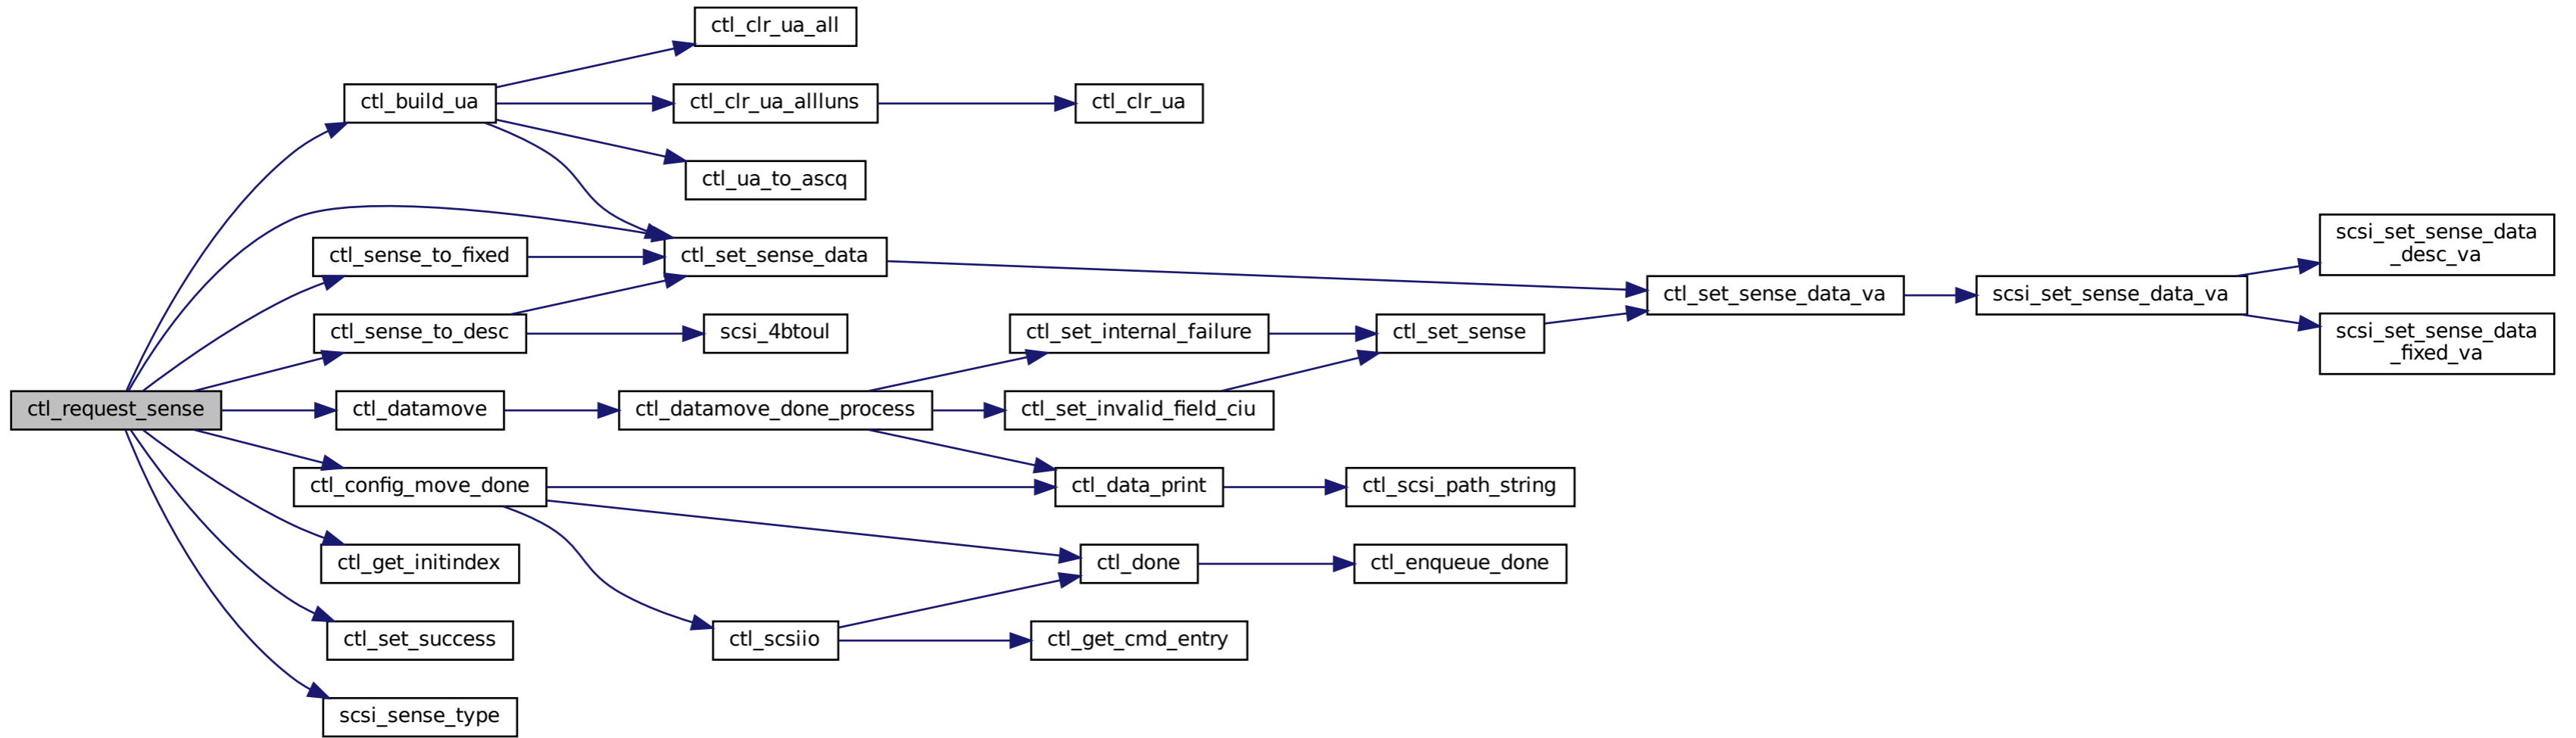 ctl_clr_ua_all
ctl_build_ua
ctl_clr_ua_allluns
ctl_clr_ua
ctl_ua_to_ascq
ctl_sense_to_fixed
ctl_set_sense_data
scsi_set_sense_data
_desc_va
ctl_set_sense_data_va
scsi_set_sense_data_va
ctl_sense_to_desc
scsi_4btoul
ctl_set_internal_failure
ctl_set_sense
scsi_set_sense_data
_fixed_va
ctl_request_sense
ctl_datamove
ctl_datamove_done_process
ctl_set_invalid_field_ciu
ctl_config_move_done
ctl_data_print
ctl_scsi_path_string
ctl_get_initindex
ctl_done
ctl_enqueue_done
ctl_set_success
ctl_scsiio
ctl_get_cmd_entry
scsi_sense_type